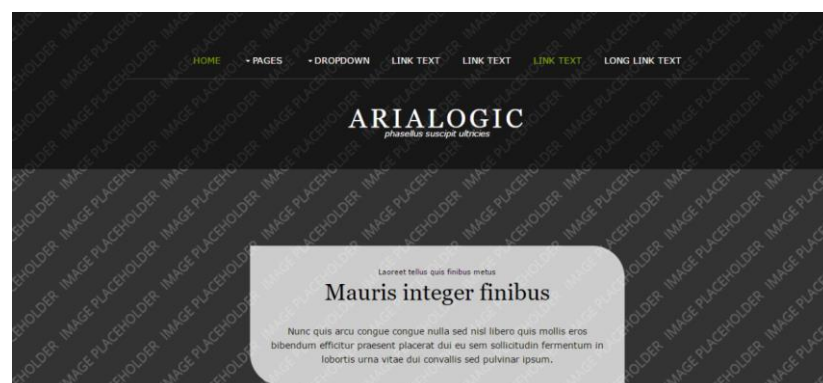 HOME PAGES DROPDOWN LINK TEXT LINK TEXT LINK TEXT LONG LINK TEXT
ARIALOGIC
phasellus suscipit ultricies
Laoreet tellus quis finibus metus
Mauris integer finibus
Nunc quis arcu congue congue nulla sed nisl libero quis mollis eros
bibendum efficitur praesent placerat dui eu sem sollicitudin fermentum in
lobortis urna vitae dui convallis sed pulvinar ipsum.
IMAGE PLACEHOLDER